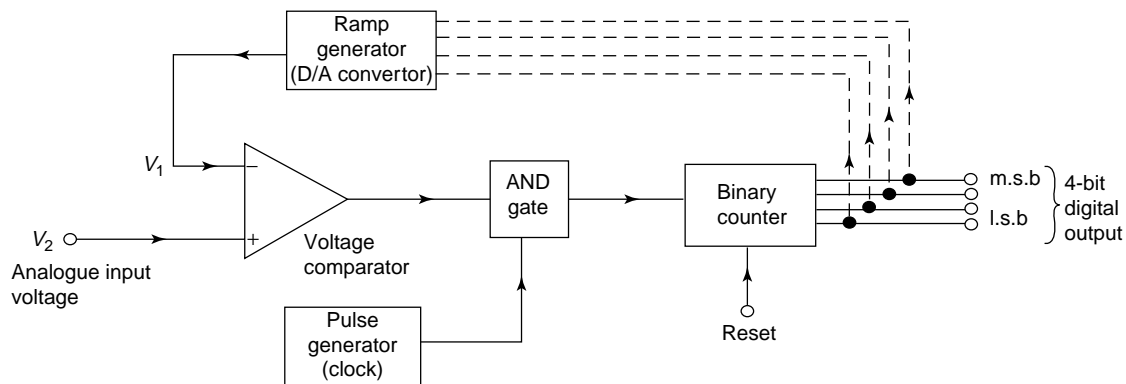 Ramp
generator
(D/A convertor)
V1
−
+
V2
Analogue input
voltage
Voltage
comparator
AND
gate
Pulse
generator
(clock)
Binary
counter
Reset
m.s.b
l.s.b
4-bit
digital
output